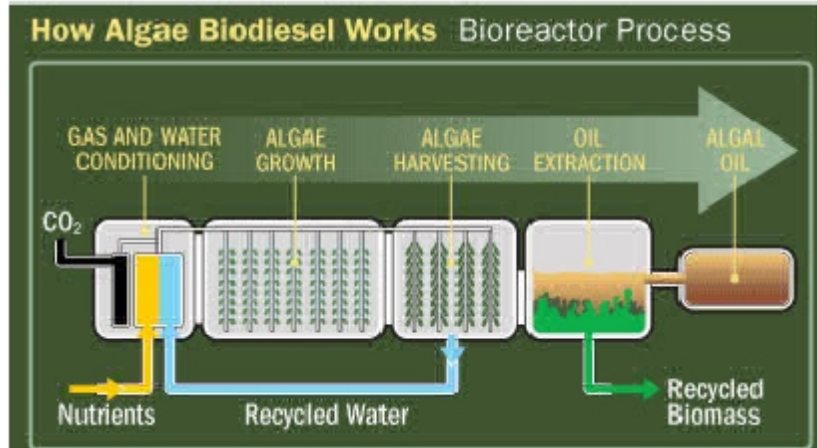 How Algae Biodiesel Works Bioreactor Process
GAS AND WATER
CONDITIONING
ALGAE
GROWTH
ALGAE
HARVESTING
OIL
EXTRACTION
ALGAL
OIL
CO₂
Nutrients
Recycled Water
Recycled
Biomass